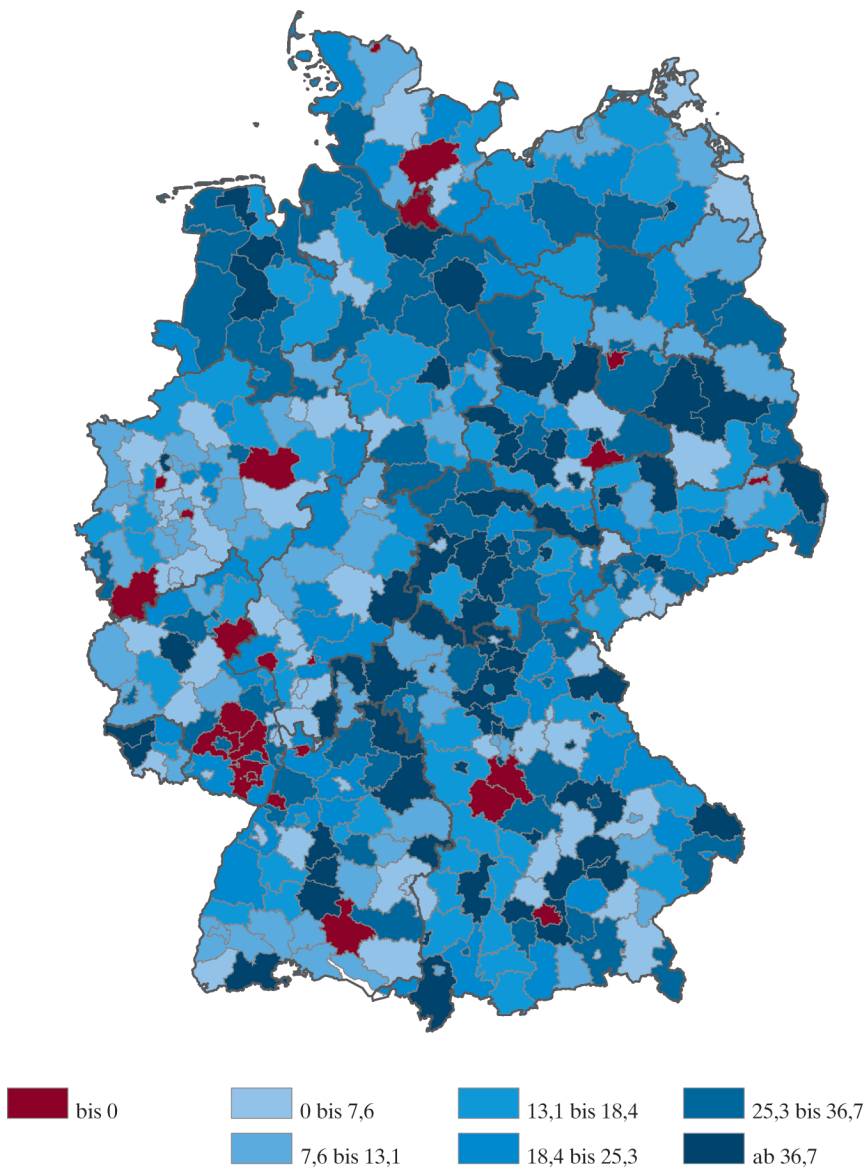 bis 0
0 bis 7,6
13,1 bis 18,4
25,3 bis 36,7
7,6 bis 13,1
18,4 bis 25,3
ab 36,7